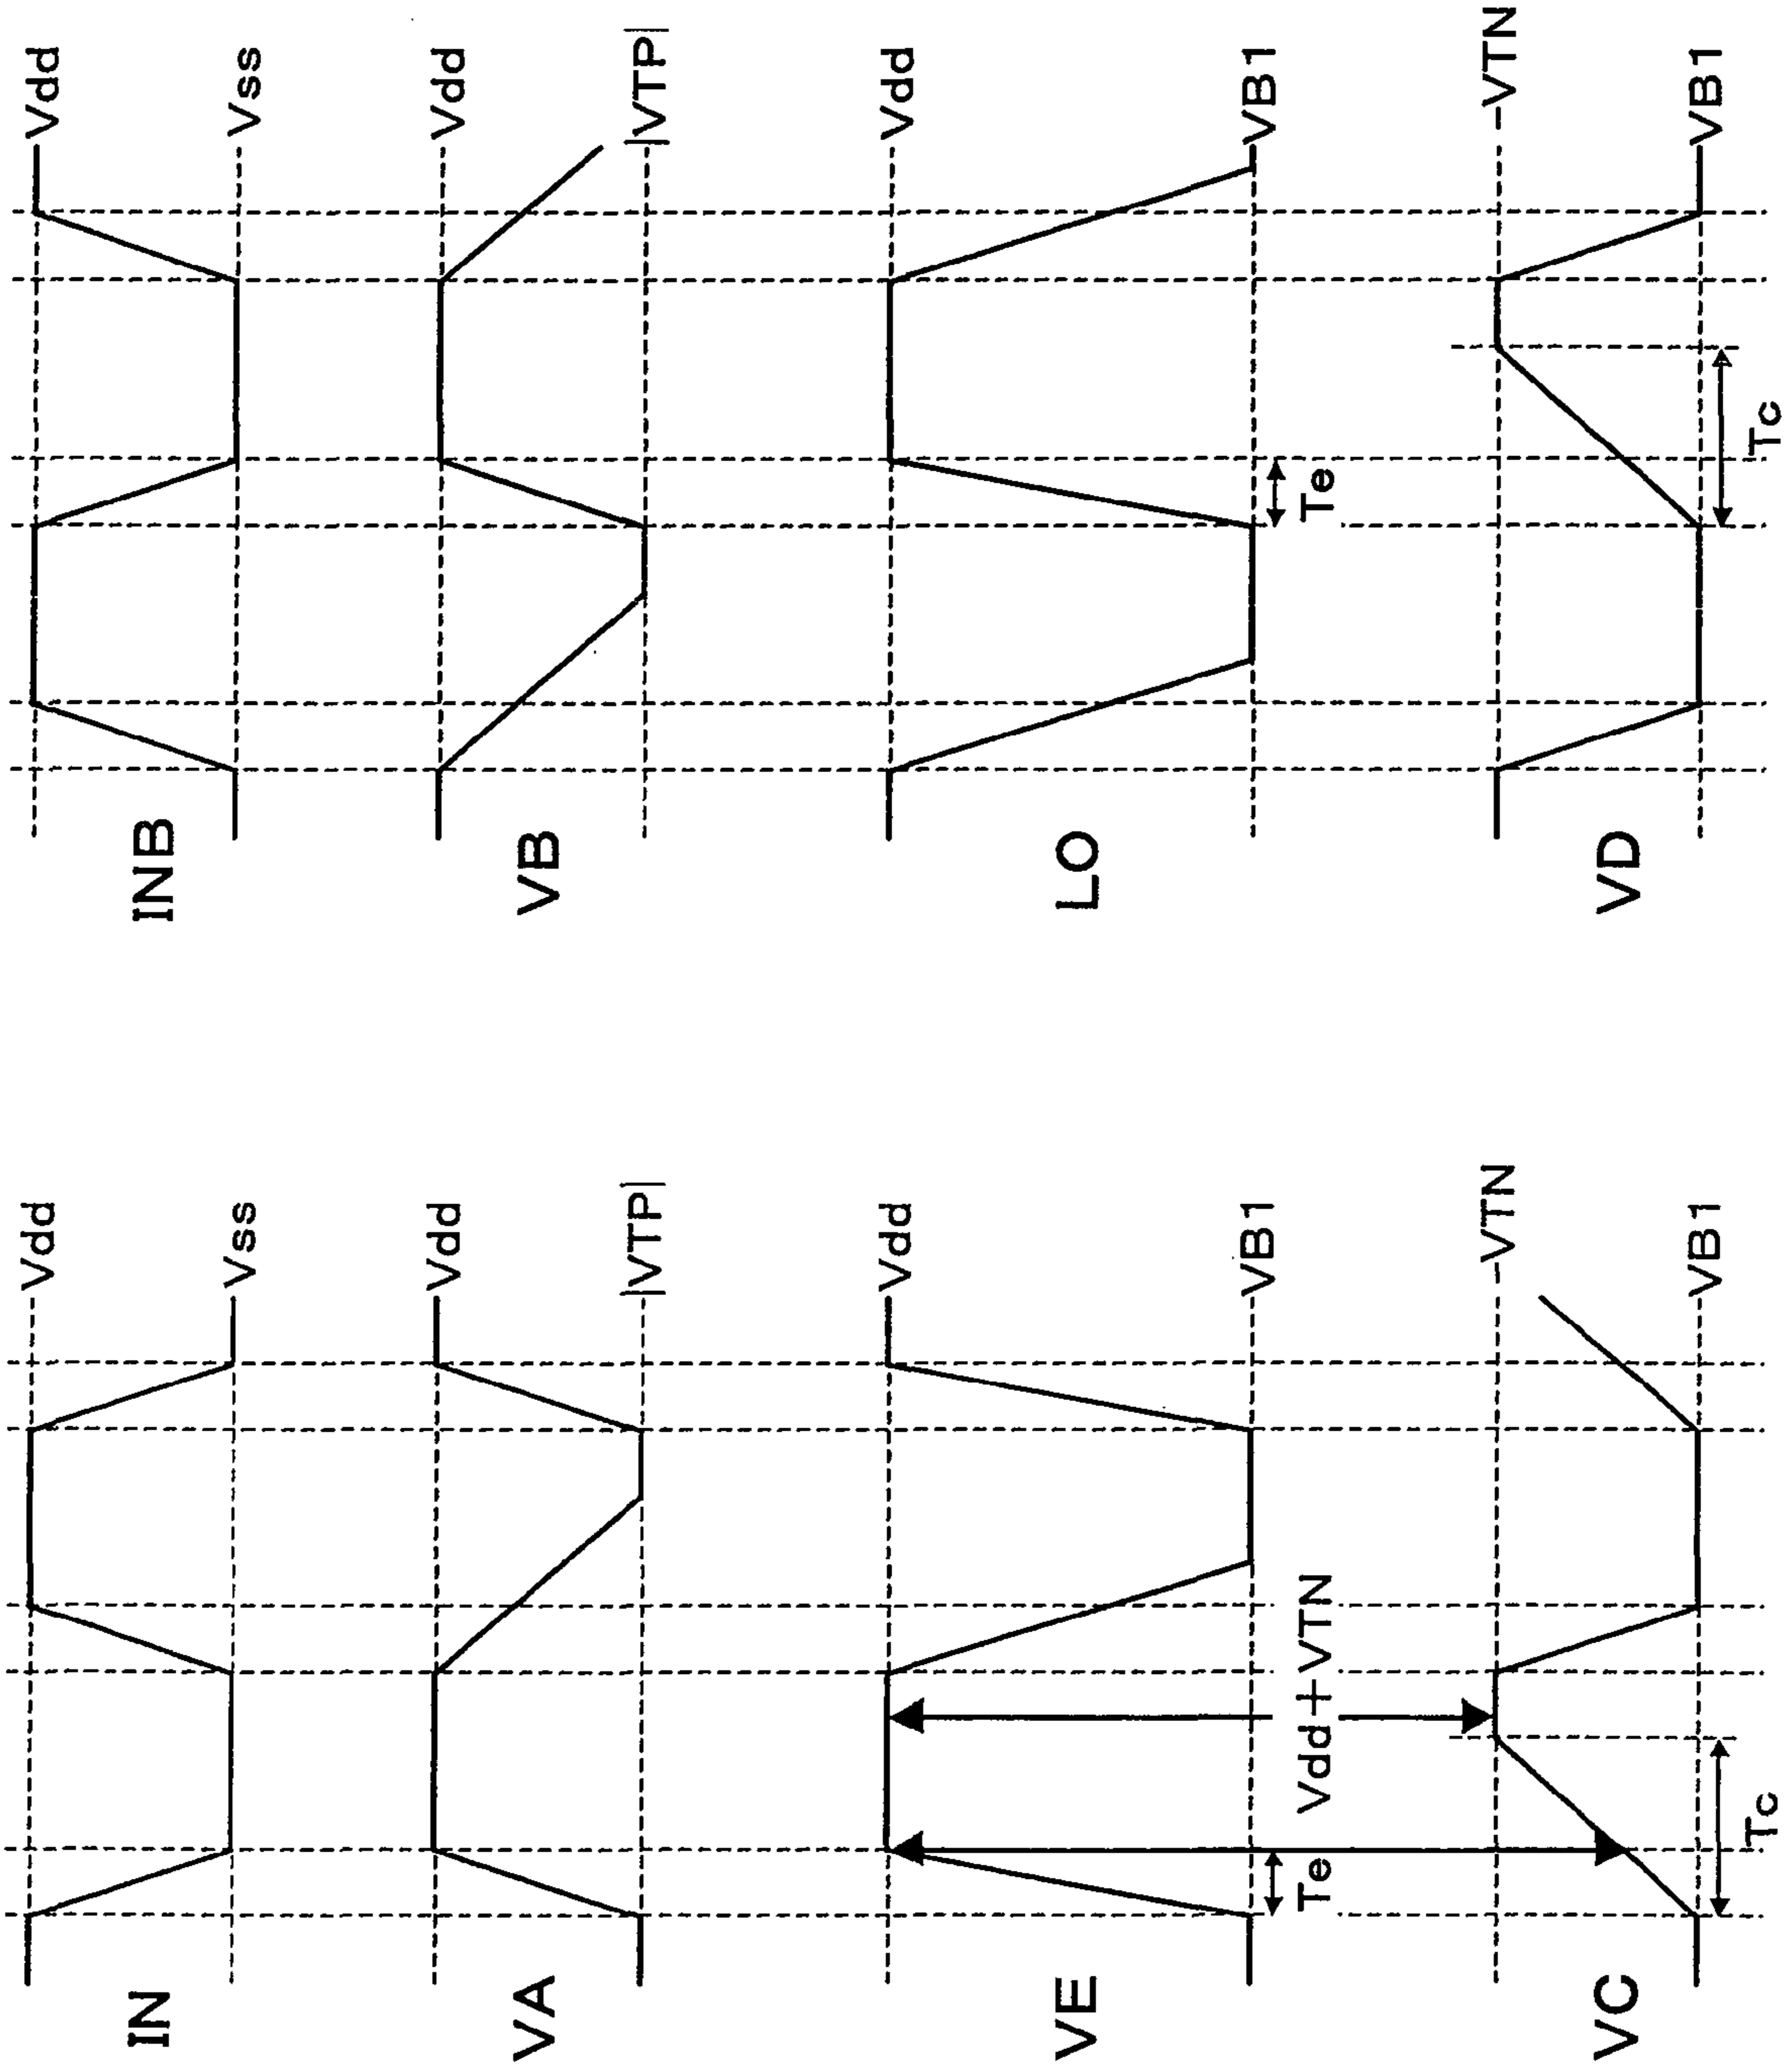 INB
Vdd
Vss
VB
Vdd
|VTP|
LO
Vdd
VB1
Te
VD
-VTN
VB1
Tc
IN
Vdd
Vss
VA
Vdd
|VTP|
VE
Vdd
VB1
Te
Vdd+VTN
VC
-VTN
VB1
Tc